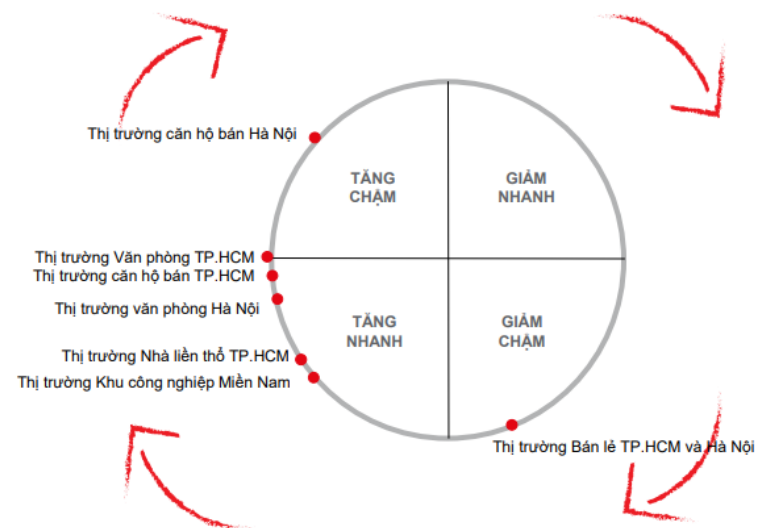 Thị trường căn hộ bán Hà Nội
TĂNG
CHẬM
GIẢM
NHANH
Thị trường Văn phòng TP.HCM
Thị trường căn hộ bán TP.HCM
Thị trường văn phòng Hà Nội
TĂNG
NHANH
GIẢM
CHẬM
Thị trường Nhà liền thổ TP.HCM
Thị trường Khu công nghiệp Miền Nam
Thị trường Bán lẻ TP.HCM và Hà Nội